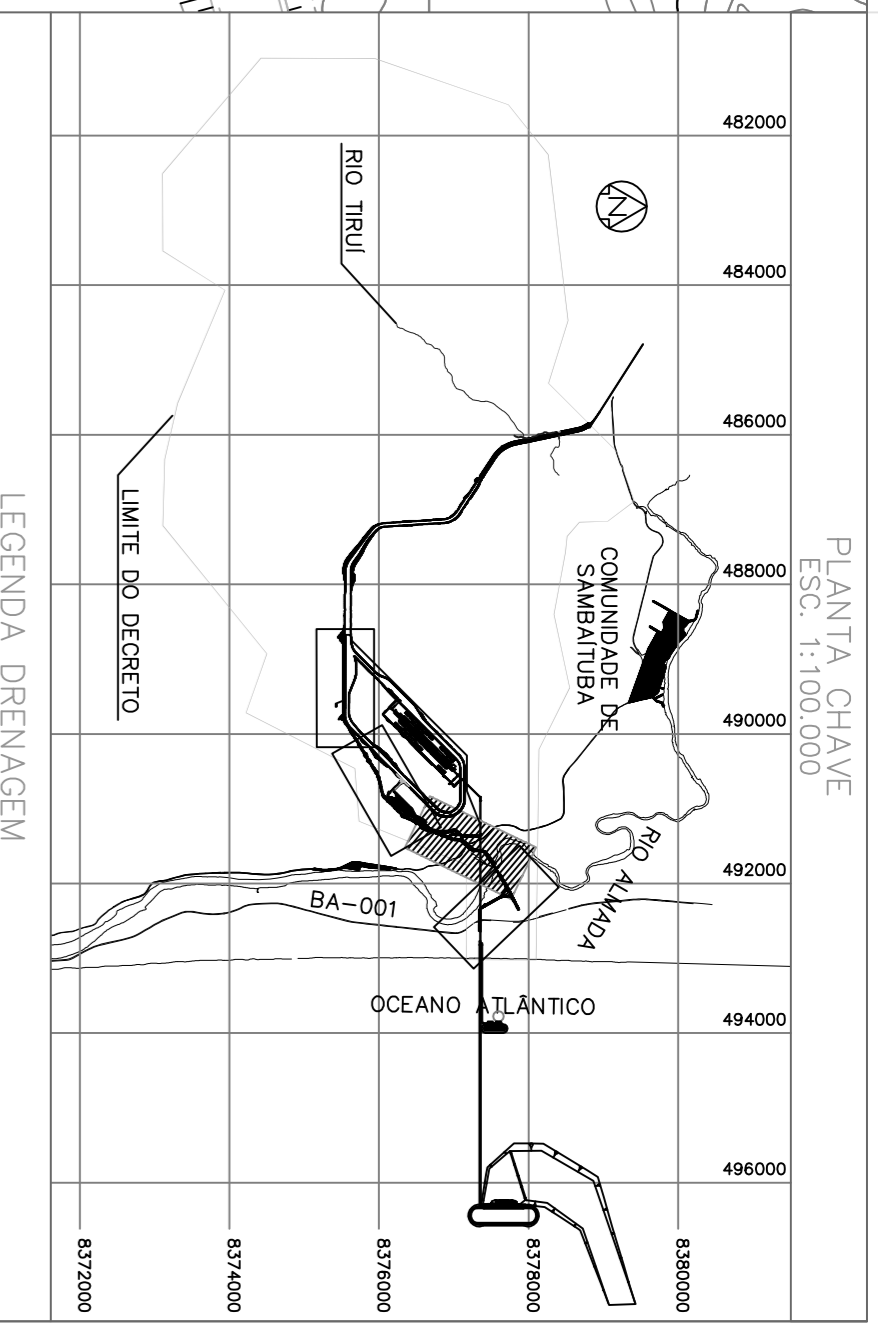 PLANTA CHAVE
ESC. 1:100.000
482000
484000
486000
488000
490000
492000
494000
496000
N
RIO TIRUÍ
COMUNIDADE DE
SAMBAÍTUBA
LIMITE DO DECRETO
RIO ALMADA
BA-001
OCEANO ATLÂNTICO
8372000
8374000
8376000
8378000
8380000
LEGENDA DRENAGEM